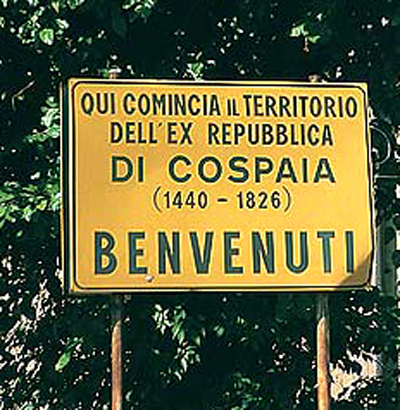 QUI COMINCIA IL TERRITORIO
DELL'EX REPUBBLICA
DI COSPAIA
(1440 - 1826)
BENVENUTI